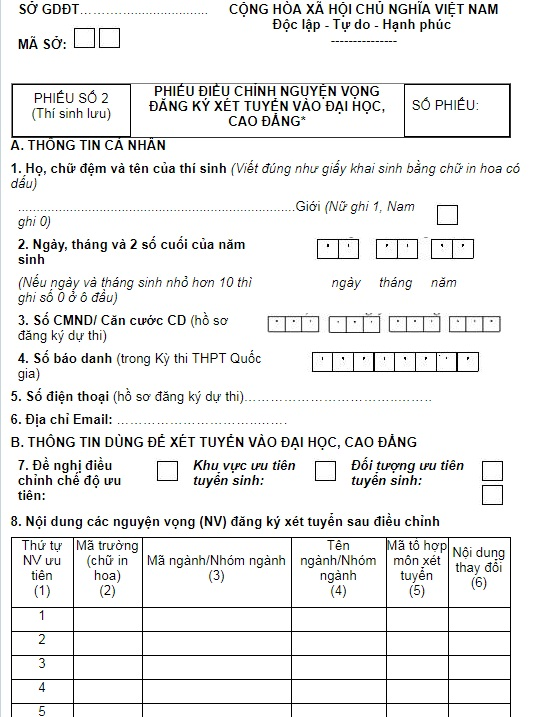 SỞ GDĐT………........................
CỘNG HÒA XÃ HỘI CHỦ NGHĨA VIỆT NAM
Độc lập - Tự do - Hạnh phúc
---------------
MÃ SỞ:
PHIẾU SỐ 2
(Thí sinh lưu)
PHIẾU ĐIỀU CHỈNH NGUYỆN VỌNG
ĐĂNG KÝ XÉT TUYỂN VÀO ĐẠI HỌC,
CAO ĐẲNG*
SỐ PHIẾU:
A. THÔNG TIN CÁ NHÂN
1. Họ, chữ đệm và tên của thí sinh (Viết đúng như giấy khai sinh bằng chữ in hoa có
dấu)
................................................................................Giới (Nữ ghi 1, Nam
ghi 0)
2. Ngày, tháng và 2 số cuối của năm
sinh
(Nếu ngày và tháng sinh nhỏ hơn 10 thì
ghi số 0 ở ô đầu)
ngày tháng năm
3. Số CMND/ Căn cước CD (hồ sơ
đăng ký dự thi)
4. Số báo danh (trong Kỳ thi THPT Quốc
gia)
5. Số điện thoại (hồ sơ đăng ký dự thi)……………………………………
6. Địa chỉ Email: ………………………………….
B. THÔNG TIN DÙNG ĐỂ XÉT TUYỂN VÀO ĐẠI HỌC, CAO ĐẲNG
7. Đề nghị điều
chỉnh chế độ ưu
tiên:
Khu vực ưu tiên
tuyển sinh:
Đối tượng ưu tiên
tuyển sinh:
8. Nội dung các nguyện vọng (NV) đăng ký xét tuyển sau điều chỉnh
Thứ tự
NV ưu
tiên
(1)
Mã trường
(chữ in
hoa)
(2)
Mã ngành/Nhóm ngành
(3)
Tên
ngành/Nhóm
ngành
(4)
Mã tổ hợp
môn xét
tuyển
(5)
Nội dung
thay đổi
(6)
1
2
3
4
5